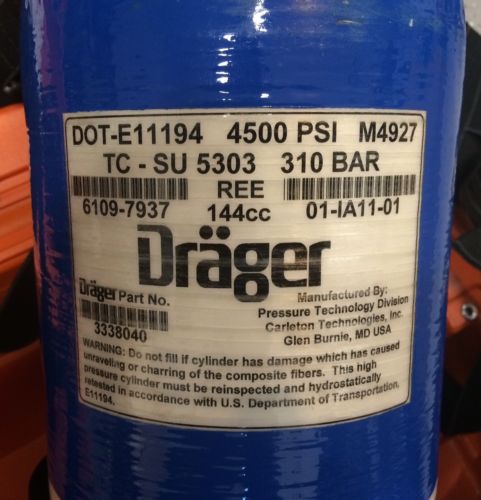 DOT-E11194 4500 PSI M4927
TC - SU 5303 310 BAR
REE
6109-7937 144cc 01-IA11-01
Dräger
Dräger Part No.
3338040
Manufactured By:
Pressure Technology Division
Carleton Technologies, Inc.
Glen Burnie, MD USA
WARNING: Do not fill if cylinder has damage which has caused
unraveling or charring of the composite fibers. This high
pressure cylinder must be reinspected and hydrostatically
retested in accordance with U.S. Department of Transportation,
E11194.